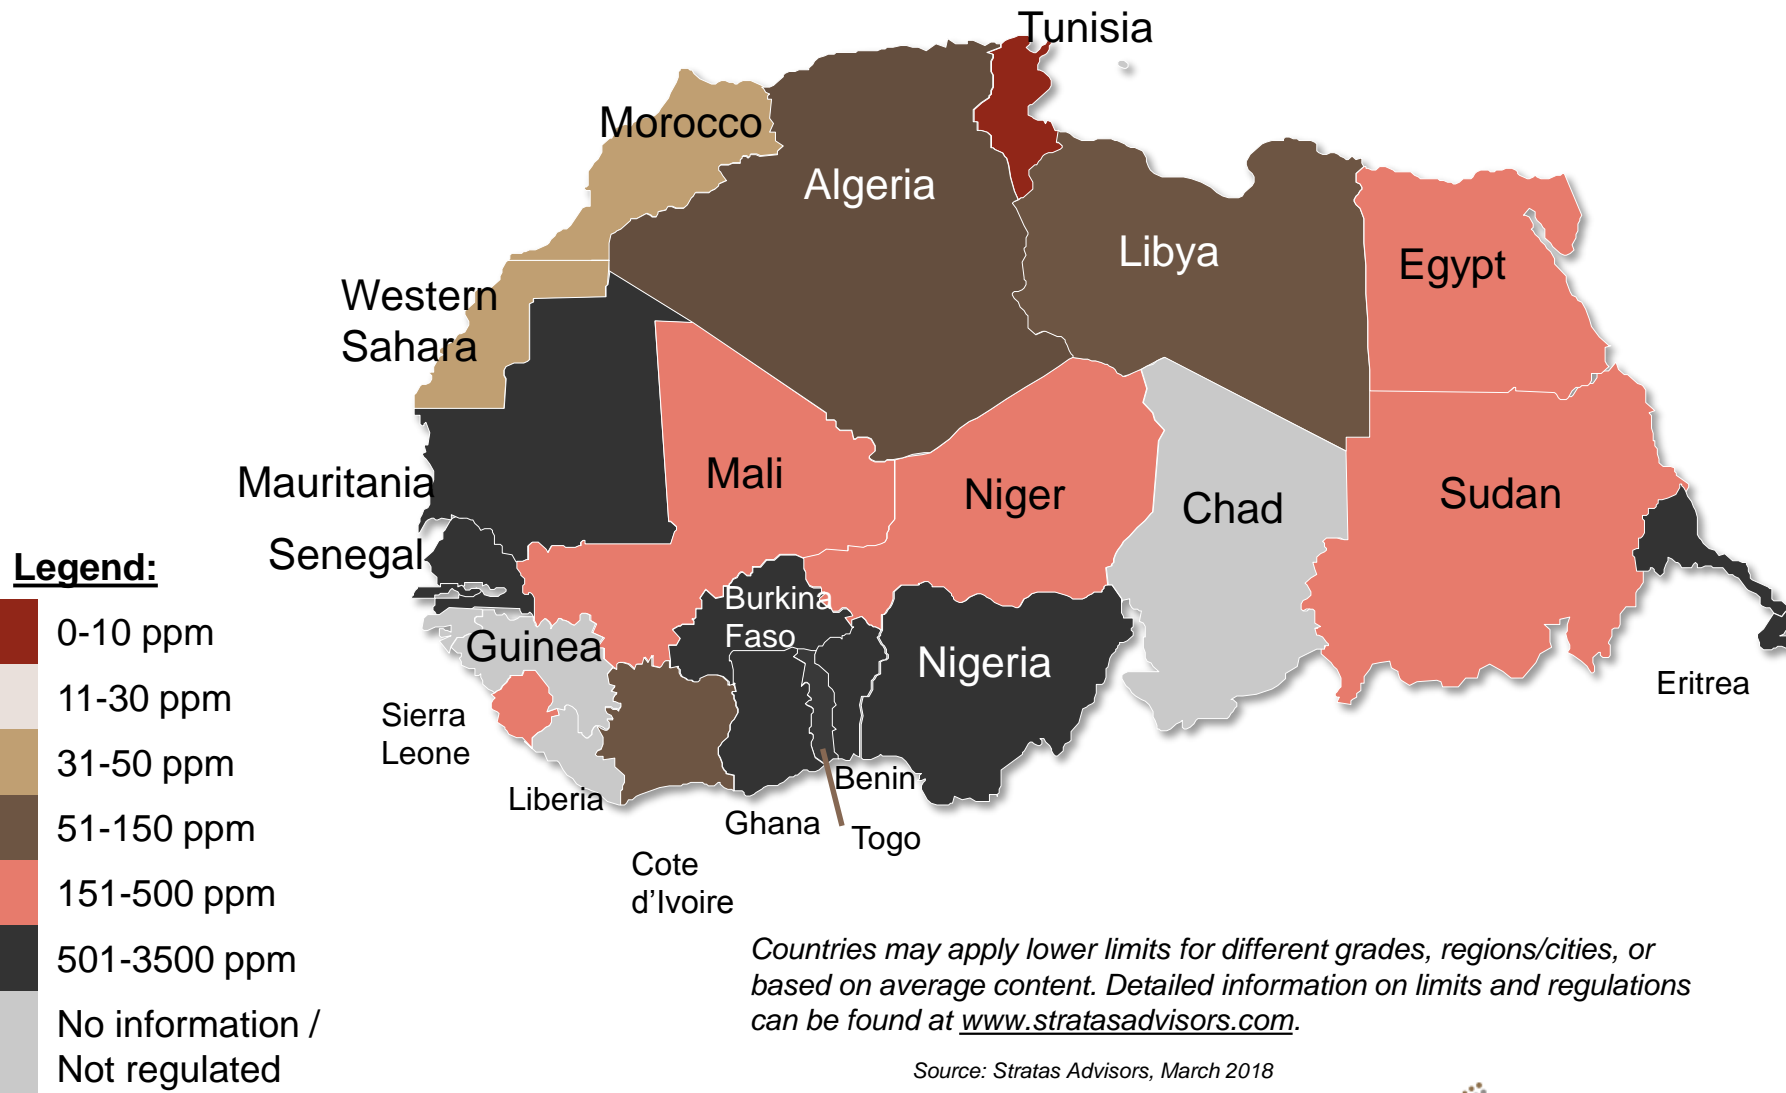 Tunisia
Morocco
Algeria
Libya
Egypt
Western
Sahara
Mauritania
Mali
Niger
Chad
Sudan
Senegal
Burkina
Faso
Guinea
Nigeria
Eritrea
Sierra
Leone
Liberia
Benin
Ghana
Togo
Cote
d’Ivoire
Legend:
0-10 ppm
11-30 ppm
31-50 ppm
51-150 ppm
151-500 ppm
501-3500 ppm
No information /
Not regulated
Countries may apply lower limits for different grades, regions/cities, or
based on average content. Detailed information on limits and regulations
can be found at www.stratasadvisors.com.
Source: Stratas Advisors, March 2018